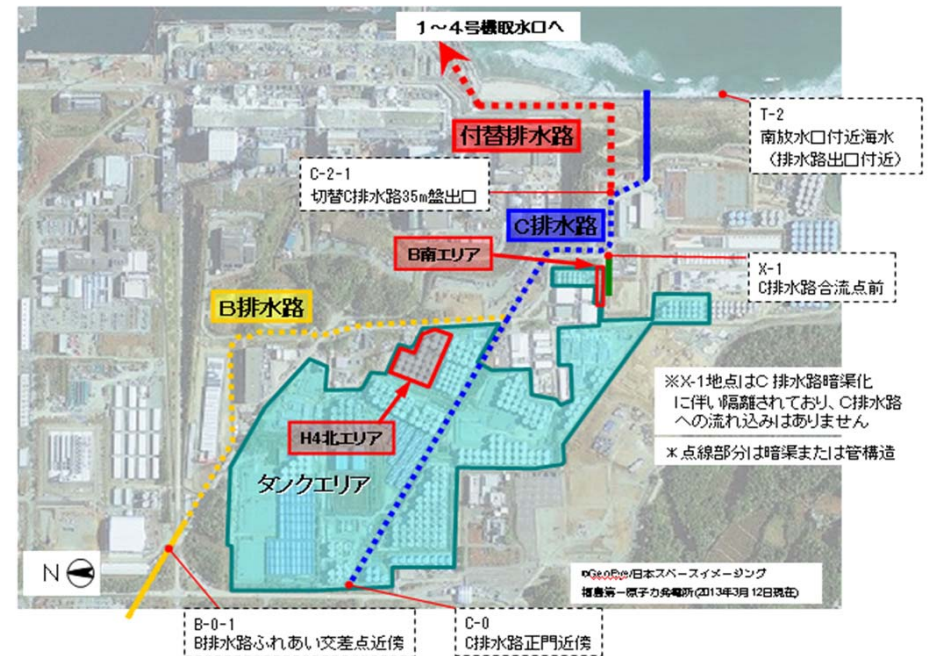 1～4号機取水口へ
T-2
南放水口付近海水
（排水路出口付近）
付替排水路
C-2-1
切替C排水路35m盤出口
C排水路
B南エリア
X-1
C排水路合流点前
B排水路
※X-1地点はC排水路暗渠化
に伴い隔離されており、C排水路
への流れ込みはありません
＊点線部分は暗渠または管構造
H4北エリア
タンクエリア
N
©GeoEye/日本スペースイメージング
福島第一原子力発電所(2013年3月12日現在)
B-0-1
B排水路ふれあい交差点近傍
C-0
C排水路正門近傍